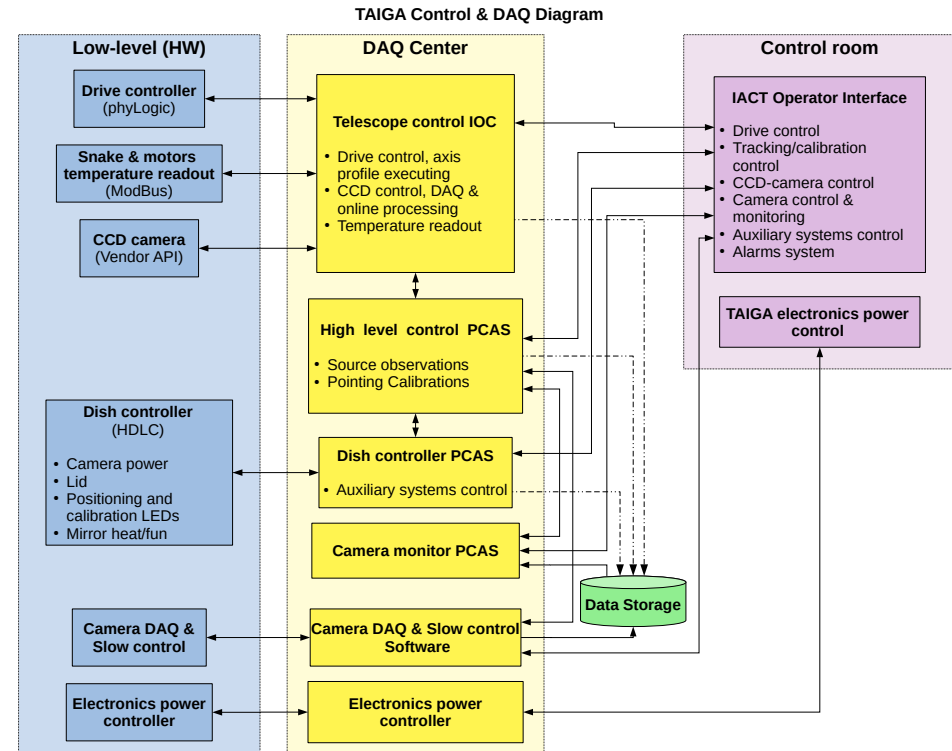 TAIGA Control & DAQ Diagram
Low-level (HW)
Drive controller
(phyLogic)
Snake & motors
temperature readout
(ModBus)
CCD camera
(Vendor API)
Dish controller
(HDLC)
• Camera power
• Lid
• Positioning and
calibration LEDs
• Mirror heat/fun
Camera DAQ &
Slow control
Electronics power
controller
DAQ Center
Telescope control IOC
• Drive control, axis
profile executing
• CCD control, DAQ &
online processing
• Temperature readout
High level control PCAS
• Source observations
• Pointing Calibrations
Dish controller PCAS
• Auxiliary systems control
Camera monitor PCAS
Camera DAQ & Slow control
Software
Electronics power
controller
Data Storage
Control room
IACT Operator Interface
• Drive control
• Tracking/calibration
control
• CCD-camera control
• Camera control &
monitoring
• Auxiliary systems control
• Alarms system
TAIGA electronics power
control